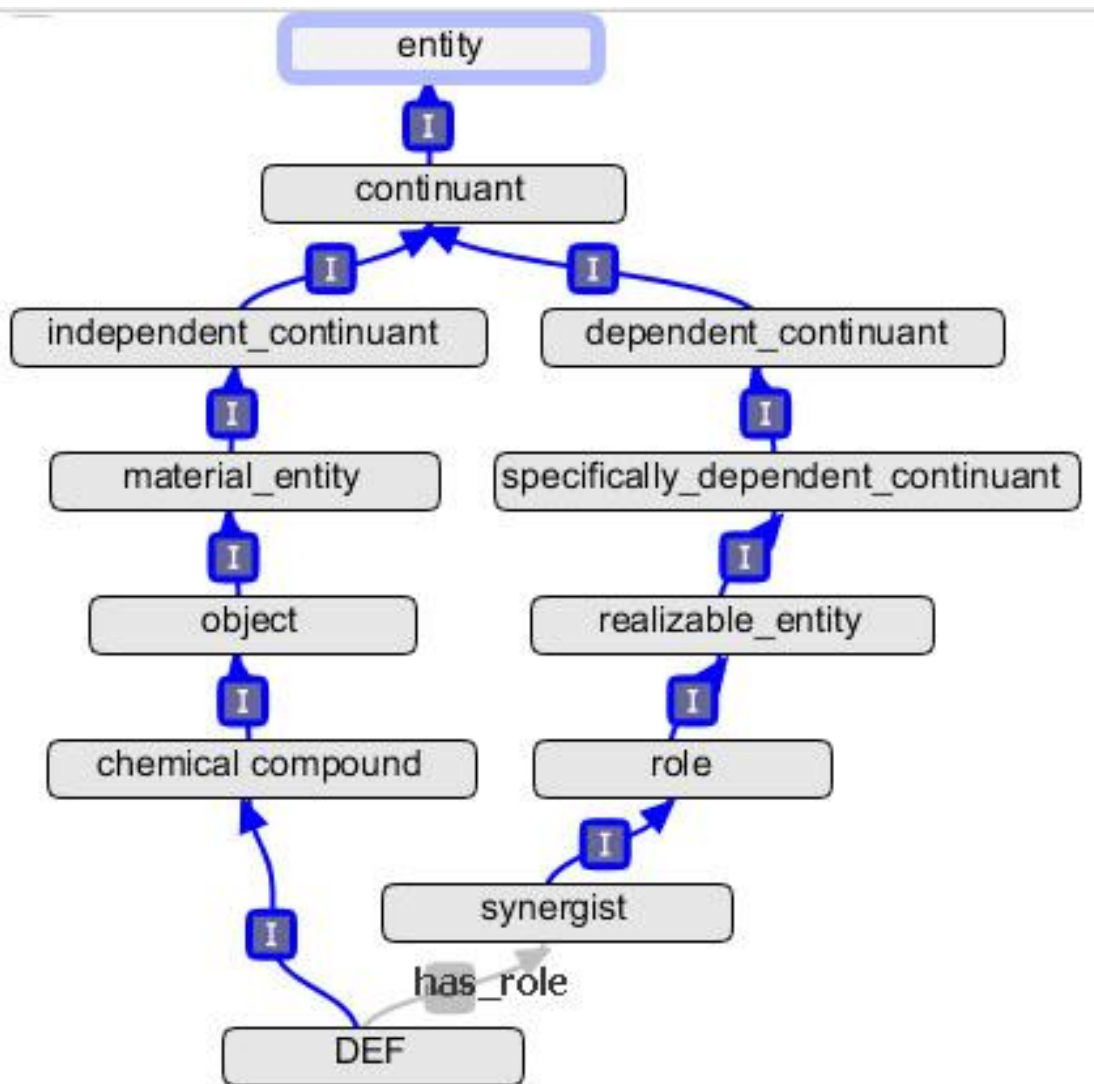 entity
I
continuant
I I
independent_continuant dependent_continuant
I I
material_entity specifically_dependent_continuant
I I
object realizable_entity
I I
chemical compound role
I
synergist
I
has_role
DEF